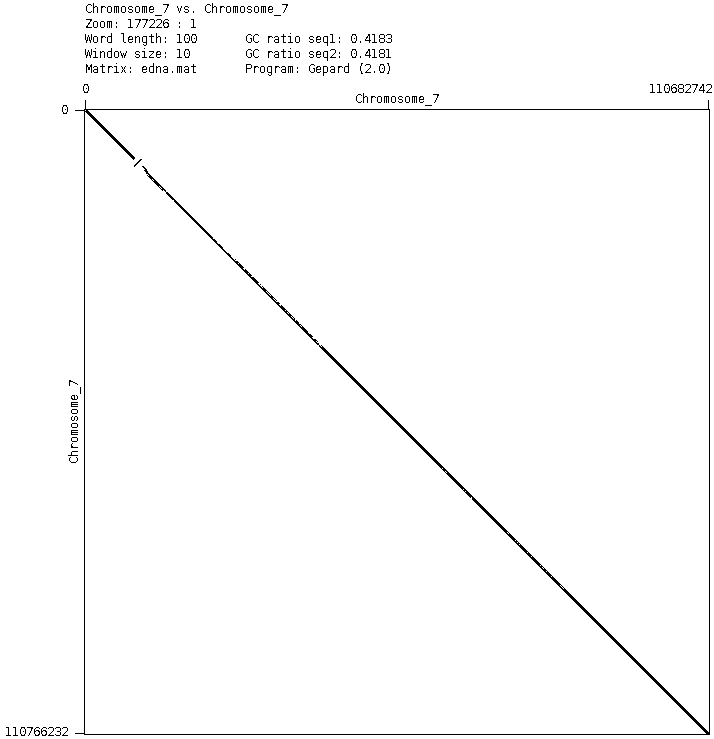 Chromosome_7 vs. Chromosome_7
Zoom: 177226 : 1
Word length: 100 GC ratio seq1: 0.4183
Window size: 10 GC ratio seq2: 0.4181
Matrix: edna.mat Program: Gepard (2.0)
0 110682742
Chromosome_7
0
Chromosome_7
110766232